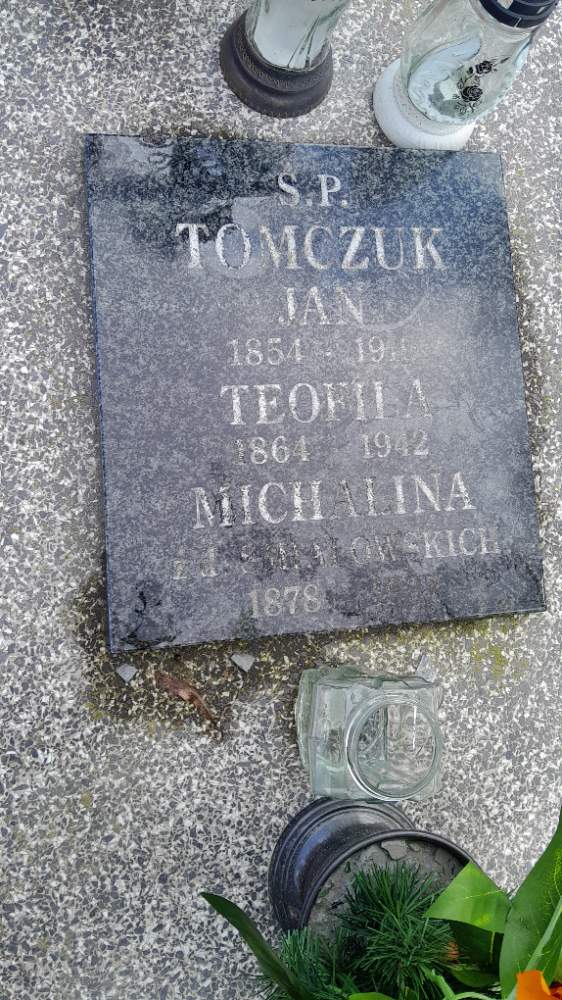 S.P.
TOMCZUK
JAN
1854 -
TEOFILA
1864 1942
MICHALINA
z d.
1878